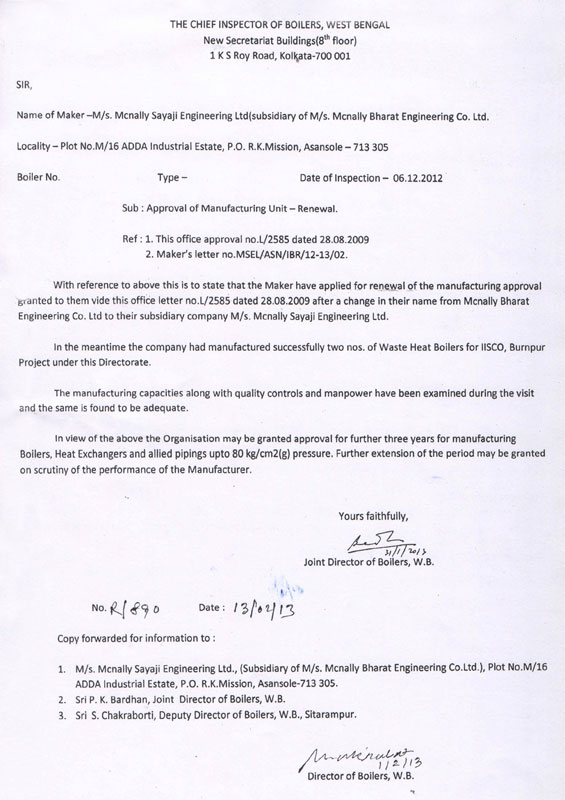 THE CHIEF INSPECTOR OF BOILERS, WEST BENGAL
New Secretariat Buildings(8th floor)
1 K S Roy Road, Kolkata-700 001
SIR,
Name of Maker –M/s. Mcnally Sayaji Engineering Ltd(subsidiary of M/s. Mcnally Bharat Engineering Co. Ltd.
Locality – Plot No.M/16 ADDA Industrial Estate, P.O. R.K.Mission, Asansole – 713 305
Boiler No. Type – Date of Inspection – 06.12.2012
Sub : Approval of Manufacturing Unit – Renewal.
Ref : 1. This office approval no.L/2585 dated 28.08.2009
2. Maker's letter no.MSEL/ASN/IBR/12-13/02.
With reference to above this is to state that the Maker have applied for renewal of the manufacturing approval
granted to them vide this office letter no.L/2585 dated 28.08.2009 after a change in their name from Mcnally Bharat
Engineering Co. Ltd to their subsidiary company M/s. Mcnally Sayaji Engineering Ltd.
In the meantime the company had manufactured successfully two nos. of Waste Heat Boilers for IISCO, Burnpur
Project under this Directorate.
The manufacturing capacities along with quality controls and manpower have been examined during the visit
and the same is found to be adequate.
In view of the above the Organisation may be granted approval for further three years for manufacturing
Boilers, Heat Exchangers and allied pipings upto 80 kg/cm2(g) pressure. Further extension of the period may be granted
on scrutiny of the performance of the Manufacturer.
Yours faithfully,
31/1/2013
Joint Director of Boilers, W.B.
No. R/890 Date : 13/02/13
Copy forwarded for information to :
1. M/s. Mcnally Sayaji Engineering Ltd., (Subsidiary of M/s. Mcnally Bharat Engineering Co.Ltd.), Plot No.M/16
ADDA Industrial Estate, P.O. R.K.Mission, Asansole-713 305.
2. Sri P. K. Bardhan, Joint Director of Boilers, W.B.
3. Sri S. Chakraborti, Deputy Director of Boilers, W.B., Sitarampur.
1/2/13
Director of Boilers, W.B.